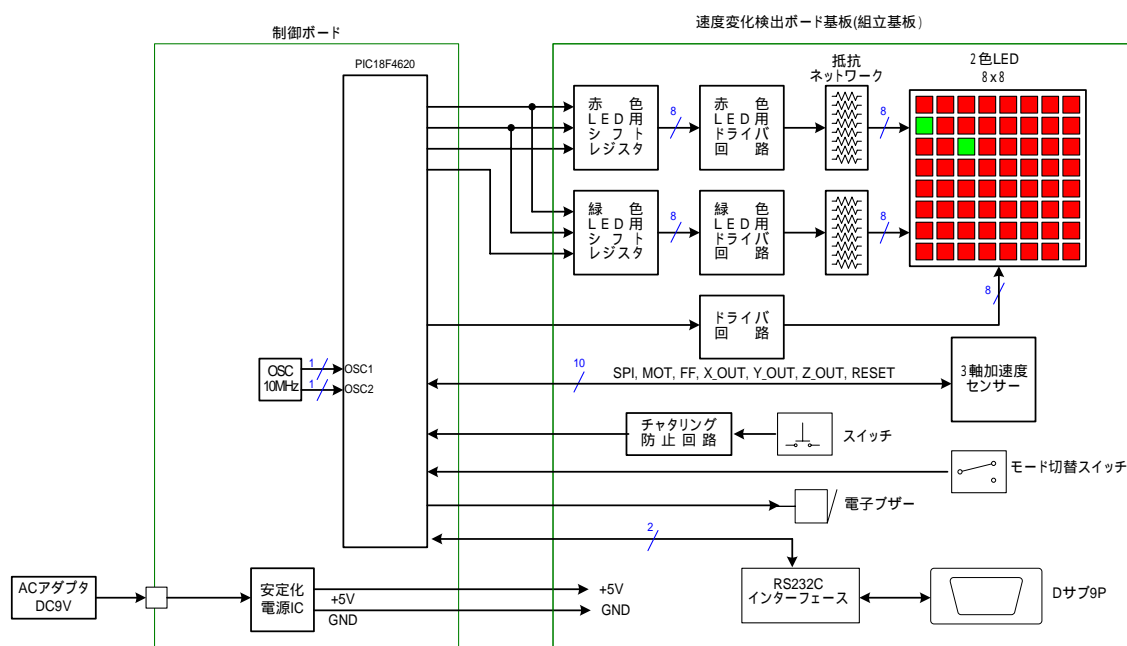 制御ボード
速度変化検出ボード基板(組立基板)
PIC18F4620
抵抗
ネットワーク
2色LED
8x8
赤 色
LED用
シフト
レジスタ
8
赤 色
LED用
ドライバ
回 路
8
緑 色
LED用
シフト
レジスタ
8
緑 色
LED用
ドライバ
回 路
8
ドライバ
回 路
8
OSC
10MHz
1
OSC1
1
OSC2
10
SPI, MOT, FF, X_OUT, Y_OUT, Z_OUT, RESET
3軸加速度
センサー
チャタリング
防止回路
スイッチ
モード切替スイッチ
電子ブザー
2
ACアダプタ
DC9V
安定化
電源IC
+5V
GND
+5V
GND
RS232C
インターフェース
Dサブ9P